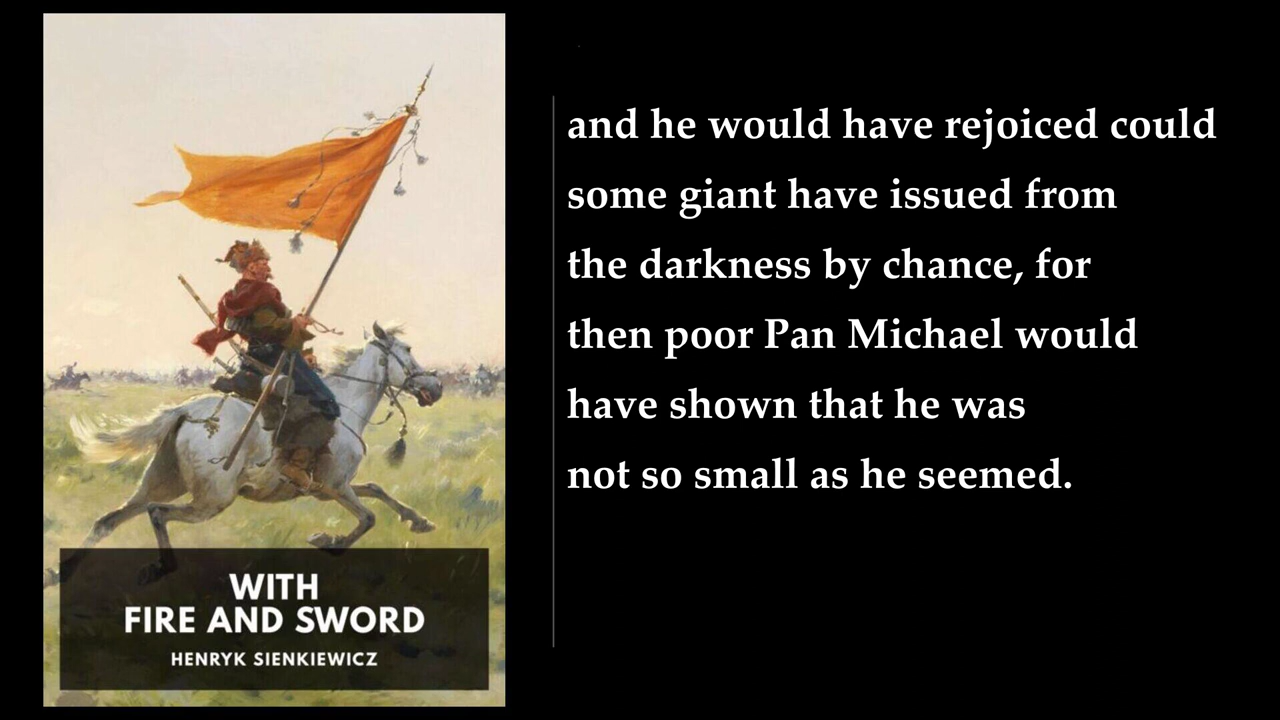 WITH
FIRE AND SWORD
HENRYK SIENKIEWICZ
and he would have rejoiced could
some giant have issued from
the darkness by chance, for
then poor Pan Michael would
have shown that he was
not so small as he seemed.